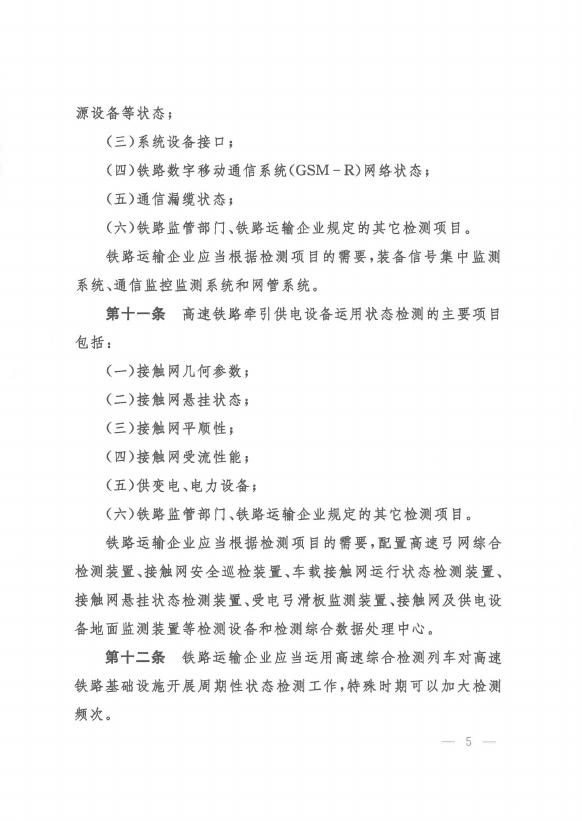 源设备等状态；
（三）系统设备接口；
（四）铁路数字移动通信系统（GSM－R）网络状态；
（五）通信漏缆状态；
（六）铁路监管部门、铁路运输企业规定的其它检测项目。
铁路运输企业应当根据检测项目的需要，装备信号集中监测
系统、通信监控监测系统和网管系统。
第十一条　高速铁路牵引供电设备运用状态检测的主要项目
包括：
（一）接触网几何参数；
（二）接触网悬挂状态；
（三）接触网平顺性；
（四）接触网受流性能；
（五）供变电、电力设备；
（六）铁路监管部门、铁路运输企业规定的其它检测项目。
铁路运输企业应当根据检测项目的需要，配置高速弓网综合
检测装置、接触网安全巡检装置、车载接触网运行状态检测装置、
接触网悬挂状态检测装置、受电弓滑板监测装置、接触网及供电设
备地面监测装置等检测设备和检测综合数据处理中心。
第十二条　铁路运输企业应当运用高速综合检测列车对高速
铁路基础设施开展周期性状态检测工作，特殊时期可以加大检测
频次。
— 5 —